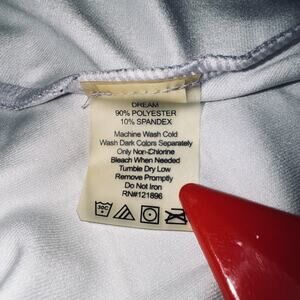 DREAM
90% POLYESTER
10% SPANDEX
Machine Wash Cold
Wash Dark Colors Separately
Only Non-Chlorine
Bleach When Needed
Tumble Dry Low
Remove Promptly
Do Not Iron
RN#121896
30C